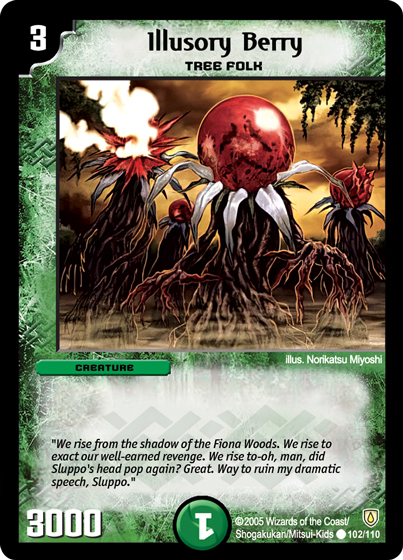 3
Illusory Berry
TREE FOLK
illus. Norikatsu Miyoshi
CREATURE
"We rise from the shadow of the Fiona Woods. We rise to
exact our well-earned revenge. We rise to-oh, man, did
Sluppo's head pop again? Great. Way to ruin my dramatic
speech, Sluppo."
3000
1
©2005 Wizards of the Coast/
Shogakukan/Mitsui-Kids ● 102/110